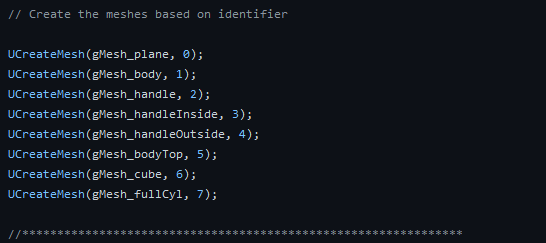 // Create the meshes based on identifier
UCreateMesh(gMesh_plane, 0);
UCreateMesh(gMesh_body, 1);
UCreateMesh(gMesh_handle, 2);
UCreateMesh(gMesh_handleInside, 3);
UCreateMesh(gMesh_handleOutside, 4);
UCreateMesh(gMesh_bodyTop, 5);
UCreateMesh(gMesh_cube, 6);
UCreateMesh(gMesh_fullCyl, 7);
//***************************************************************